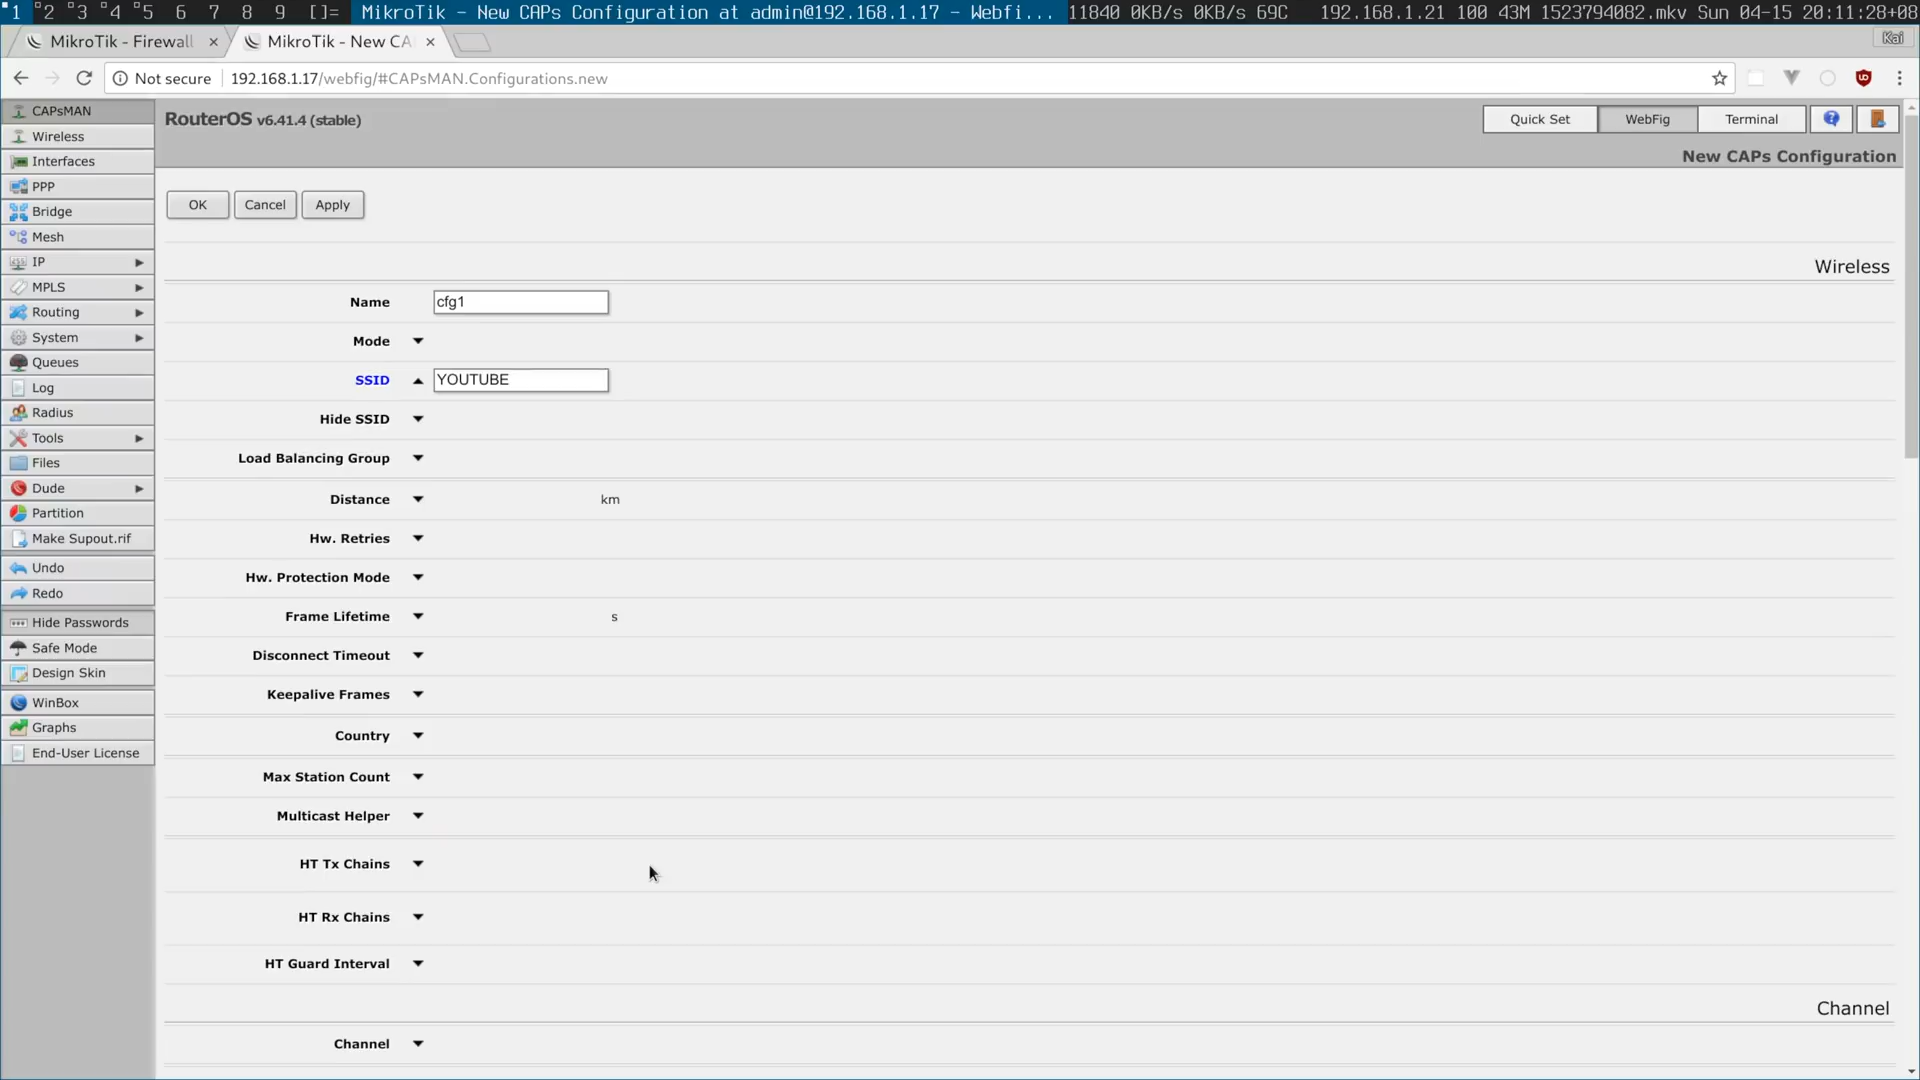 1 2 3 4 5 6 7 8 9 []= MikroTik - New CAPs Configuration at admin@192.168.1.17 - Webfi... 11840 0KB/s 0KB/s 69C 192.168.1.21 100 43M 1523794082.mkv Sun 04-15 20:11:28+08
MikroTik - Firewall MikroTik - New CA Kai
Not secure 192.168.1.17/webfig/#CAPsMAN.Configurations.new
CAPsMAN
Wireless
Interfaces
PPP
Bridge
Mesh
IP
MPLS
Routing
System
Queues
Log
Radius
Tools
Files
Dude
Partition
Make Supout.rif
Undo
Redo
Hide Passwords
Safe Mode
Design Skin
WinBox
Graphs
End-User License
RouterOS v6.41.4 (stable)
Quick Set WebFig Terminal
New CAPs Configuration
OK Cancel Apply
Wireless
Name cfg1
Mode
SSID YOUTUBE
Hide SSID
Load Balancing Group
Distance km
Hw. Retries
Hw. Protection Mode
Frame Lifetime s
Disconnect Timeout
Keepalive Frames
Country
Max Station Count
Multicast Helper
HT Tx Chains
HT Rx Chains
HT Guard Interval
Channel
Channel